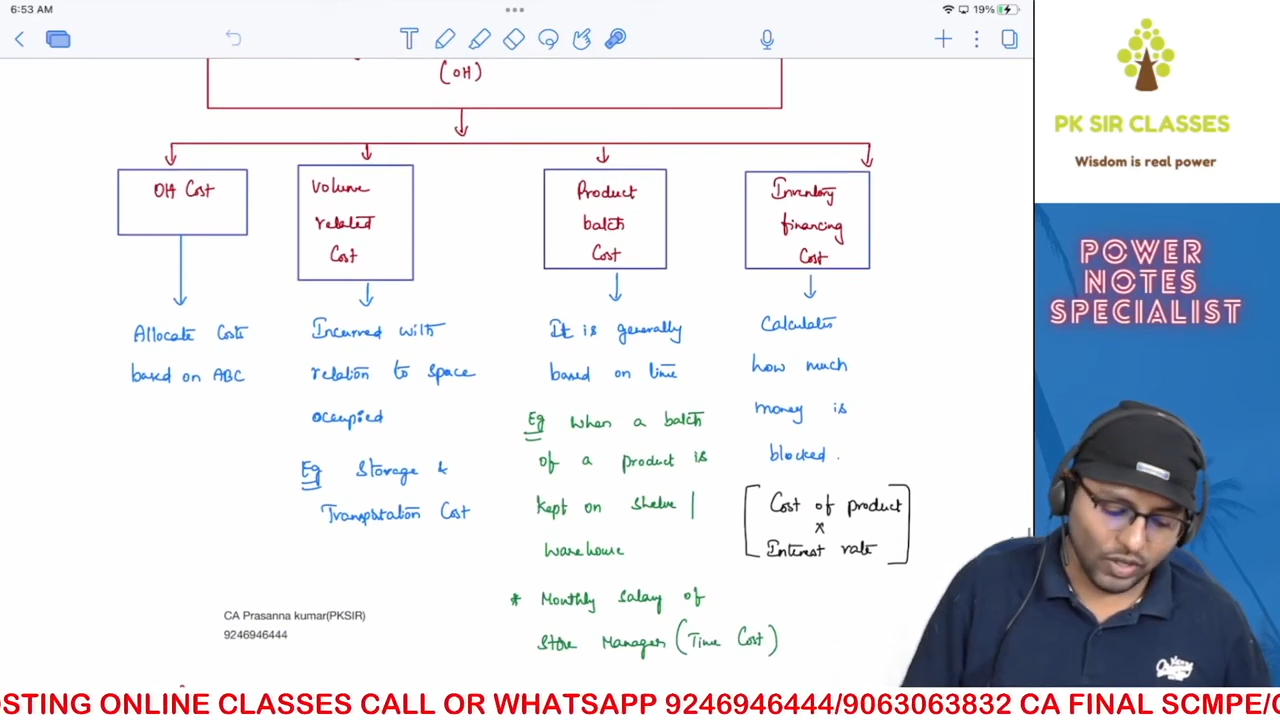 6:53 AM
19%
T
(OH)
OH Cost
Volume
related
Cost
Product
batch
Cost
Inventory
financing
Cost
Allocate Costs
based on ABC
Incurred with
relation to space
occupied
Eg Storage &
Transportation Cost
It is generally
based on time
Eg When a batch
of a product is
kept on Shelve |
Warehouse
* Monthly Salary of
Store Manager (Time Cost)
Calculates
how much
money is
blocked.
Cost of product
x
Interest rate
CA Prasanna kumar(PKSIR)
9246946444
PK SIR CLASSES
Wisdom is real power
POWER
NOTES
SPECIALIST
OSTING ONLINE CLASSES CALL OR WHATSAPP 9246946444/9063063832 CA FINAL SCMPE/